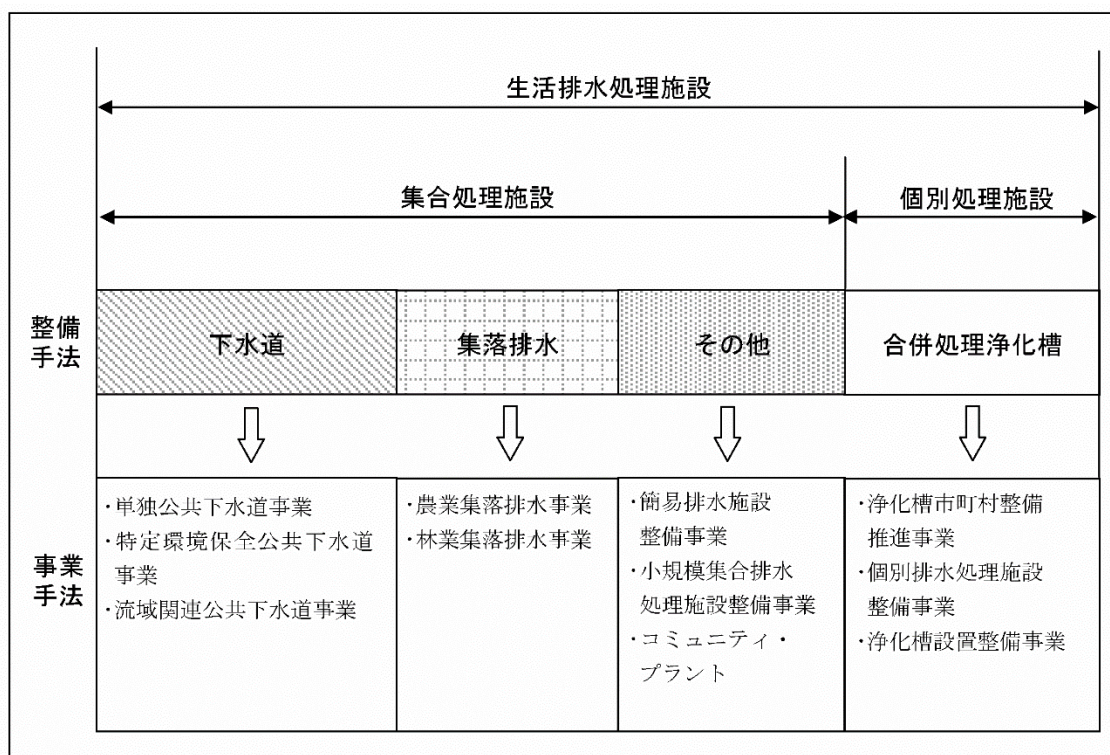 生活排水処理施設
集合処理施設
個別処理施設
整備
手法
下水道
集落排水
その他
合併処理浄化槽
事業
手法
・単独公共下水道事業
・特定環境保全公共下水道
事業
・流域関連公共下水道事業
・農業集落排水事業
・林業集落排水事業
・簡易排水施設
整備事業
・小規模集合排水
処理施設整備事業
・コミュニティ・
プラント
・浄化槽市町村整備
推進事業
・個別排水処理施設
整備事業
・浄化槽設置整備事業